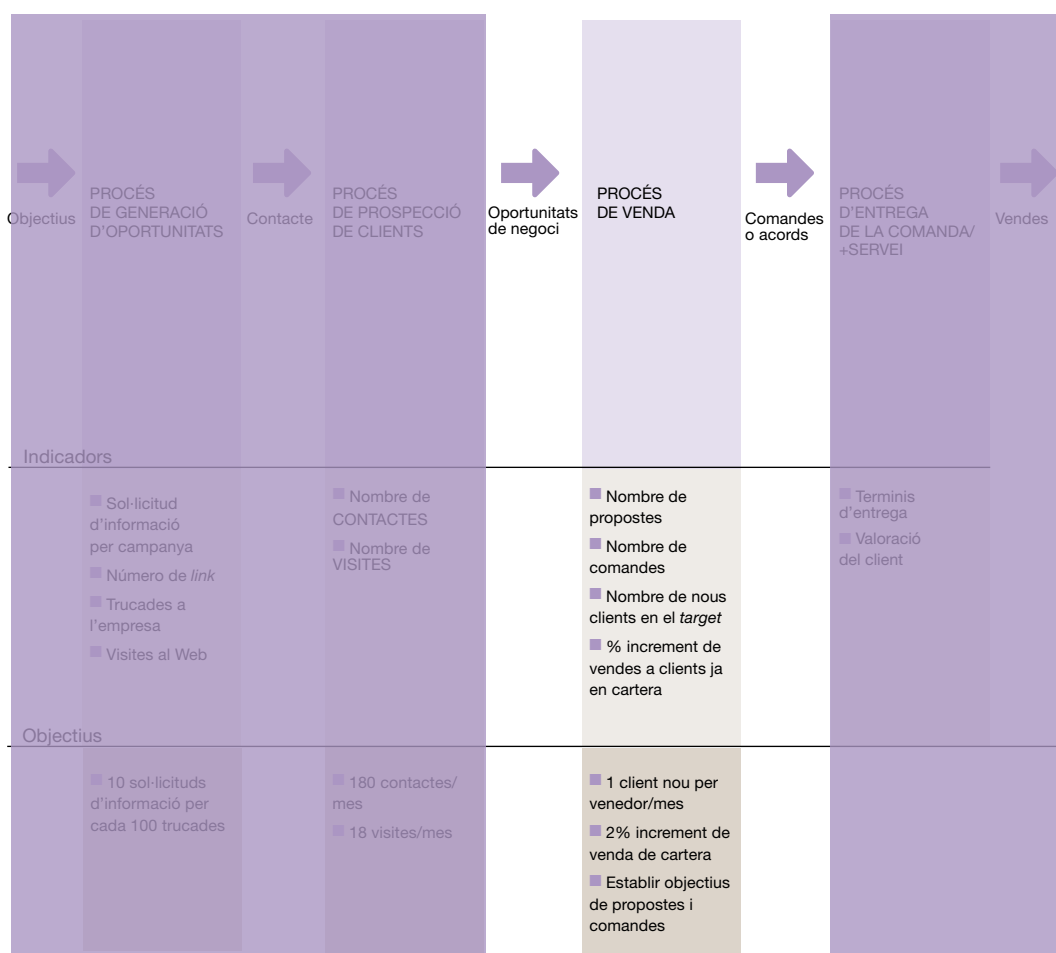 Objectius
PROCÉS
DE GENERACIÓ
D'OPORTUNITATS
Contacte
PROCÉS
DE PROSPECCIÓ
DE CLIENTS
Oportunitats
de negoci
PROCÉS
DE VENDA
Comandes
o acords
PROCÉS
D'ENTREGA
DE LA COMANDA/
+SERVEI
Vendes
Indicadors
Sol·licitud
d'informació
per campanya
Número de link
Trucades a
l'empresa
Visites al Web
Nombre de
CONTACTES
Nombre de
VISITES
Nombre de
propostes
Nombre de
comandes
Nombre de nous
clients en el target
% increment de
vendes a clients ja
en cartera
Terminis
d'entrega
Valoració
del client
Objectius
10 sol·licituds
d'informació per
cada 100 trucades
180 contactes/
mes
18 visites/mes
1 client nou per
venedor/mes
2% increment de
venda de cartera
Establir objectius
de propostes i
comandes